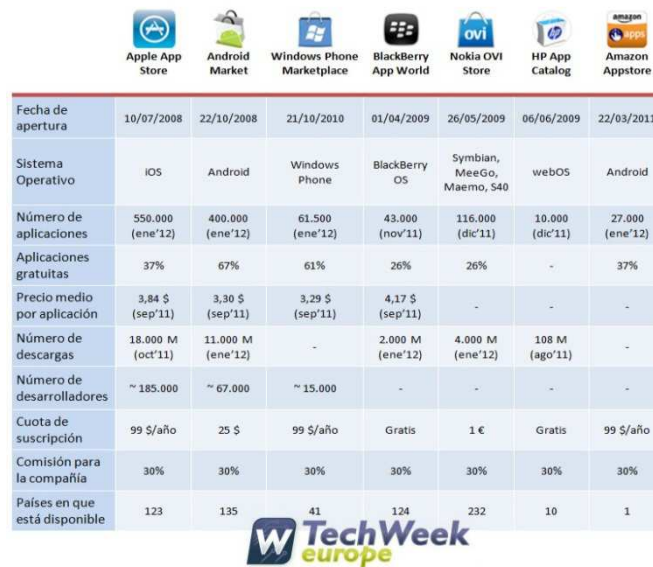 amazon
apps
ovi
hp
Apple App Store
Android Market
Windows Phone Marketplace
BlackBerry App World
Nokia OVI Store
HP App Catalog
Amazon Appstore
Fecha de apertura 10/07/2008 22/10/2008 21/10/2010 01/04/2009 26/05/2009 06/06/2009 22/03/2011
Sistema Operativo iOS Android Windows Phone BlackBerry OS Symbian, MeeGo, Maemo, S40 webOS Android
Número de aplicaciones 550.000 (ene'12) 400.000 (ene'12) 61.500 (ene'12) 43.000 (nov'11) 116.000 (dic'11) 10.000 (dic'11) 27.000 (ene'12)
Aplicaciones gratuitas 37% 67% 61% 26% 26% - 37%
Precio medio por aplicación 3,84 $ (sep'11) 3,30 $ (sep'11) 3,29 $ (sep'11) 4,17 $ (sep'11) - - -
Número de descargas 18.000 M (oct'11) 11.000 M (ene'12) - 2.000 M (ene'12) 4.000 M (ene'12) 108 M (ago'11) -
Número de desarrolladores ~ 185.000 ~ 67.000 ~ 15.000 - - - -
Cuota de suscripción 99 $/año 25 $ 99 $/año Gratis 1 € Gratis 99 $/año
Comisión para la compañía 30% 30% 30% 30% 30% 30% 30%
Países en que está disponible 123 135 41 124 232 10 1
W TechWeek
europe